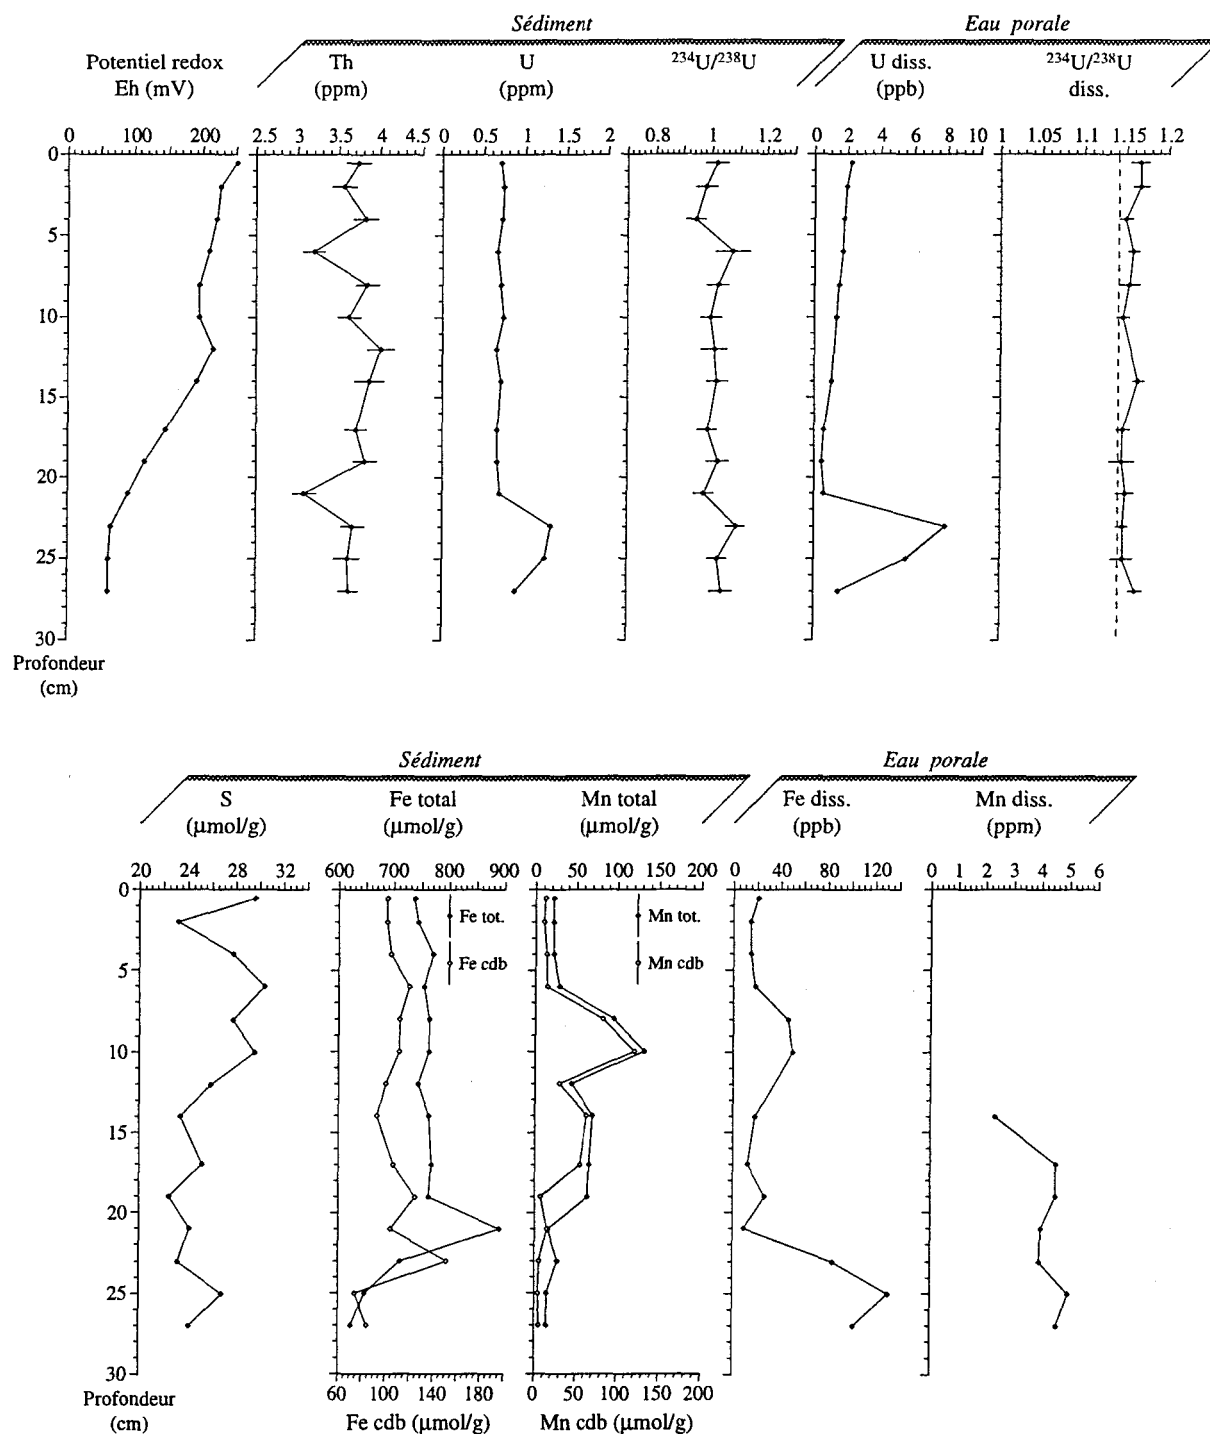 Sédiment
Eau porale
Potentiel redox
Eh (mV)
Th
(ppm)
U
(ppm)
²³⁴U/²³⁸U
U diss.
(ppb)
²³⁴U/²³⁸U
diss.
0 100 200
2.5 3 3.5 4 4.5
0 0.5 1 1.5 2
0.8 1 1.2
0 2 4 6 8 10
1 1.05 1.1 1.15 1.2
0
5
10
15
20
25
30
Profondeur
(cm)
Sédiment
Eau porale
S
(µmol/g)
Fe total
(µmol/g)
Mn total
(µmol/g)
Fe diss.
(ppb)
Mn diss.
(ppm)
20 24 28 32
600 700 800 900
0 50 100 150 200
0 40 80 120
0 1 2 3 4 5 6
Fe tot.
Fe cdb
Mn tot.
Mn cdb
0
5
10
15
20
25
30
Profondeur
(cm)
60 100 140
Fe cdb (µmol/g)
0 50 100 150 200
Mn cdb (µmol/g)